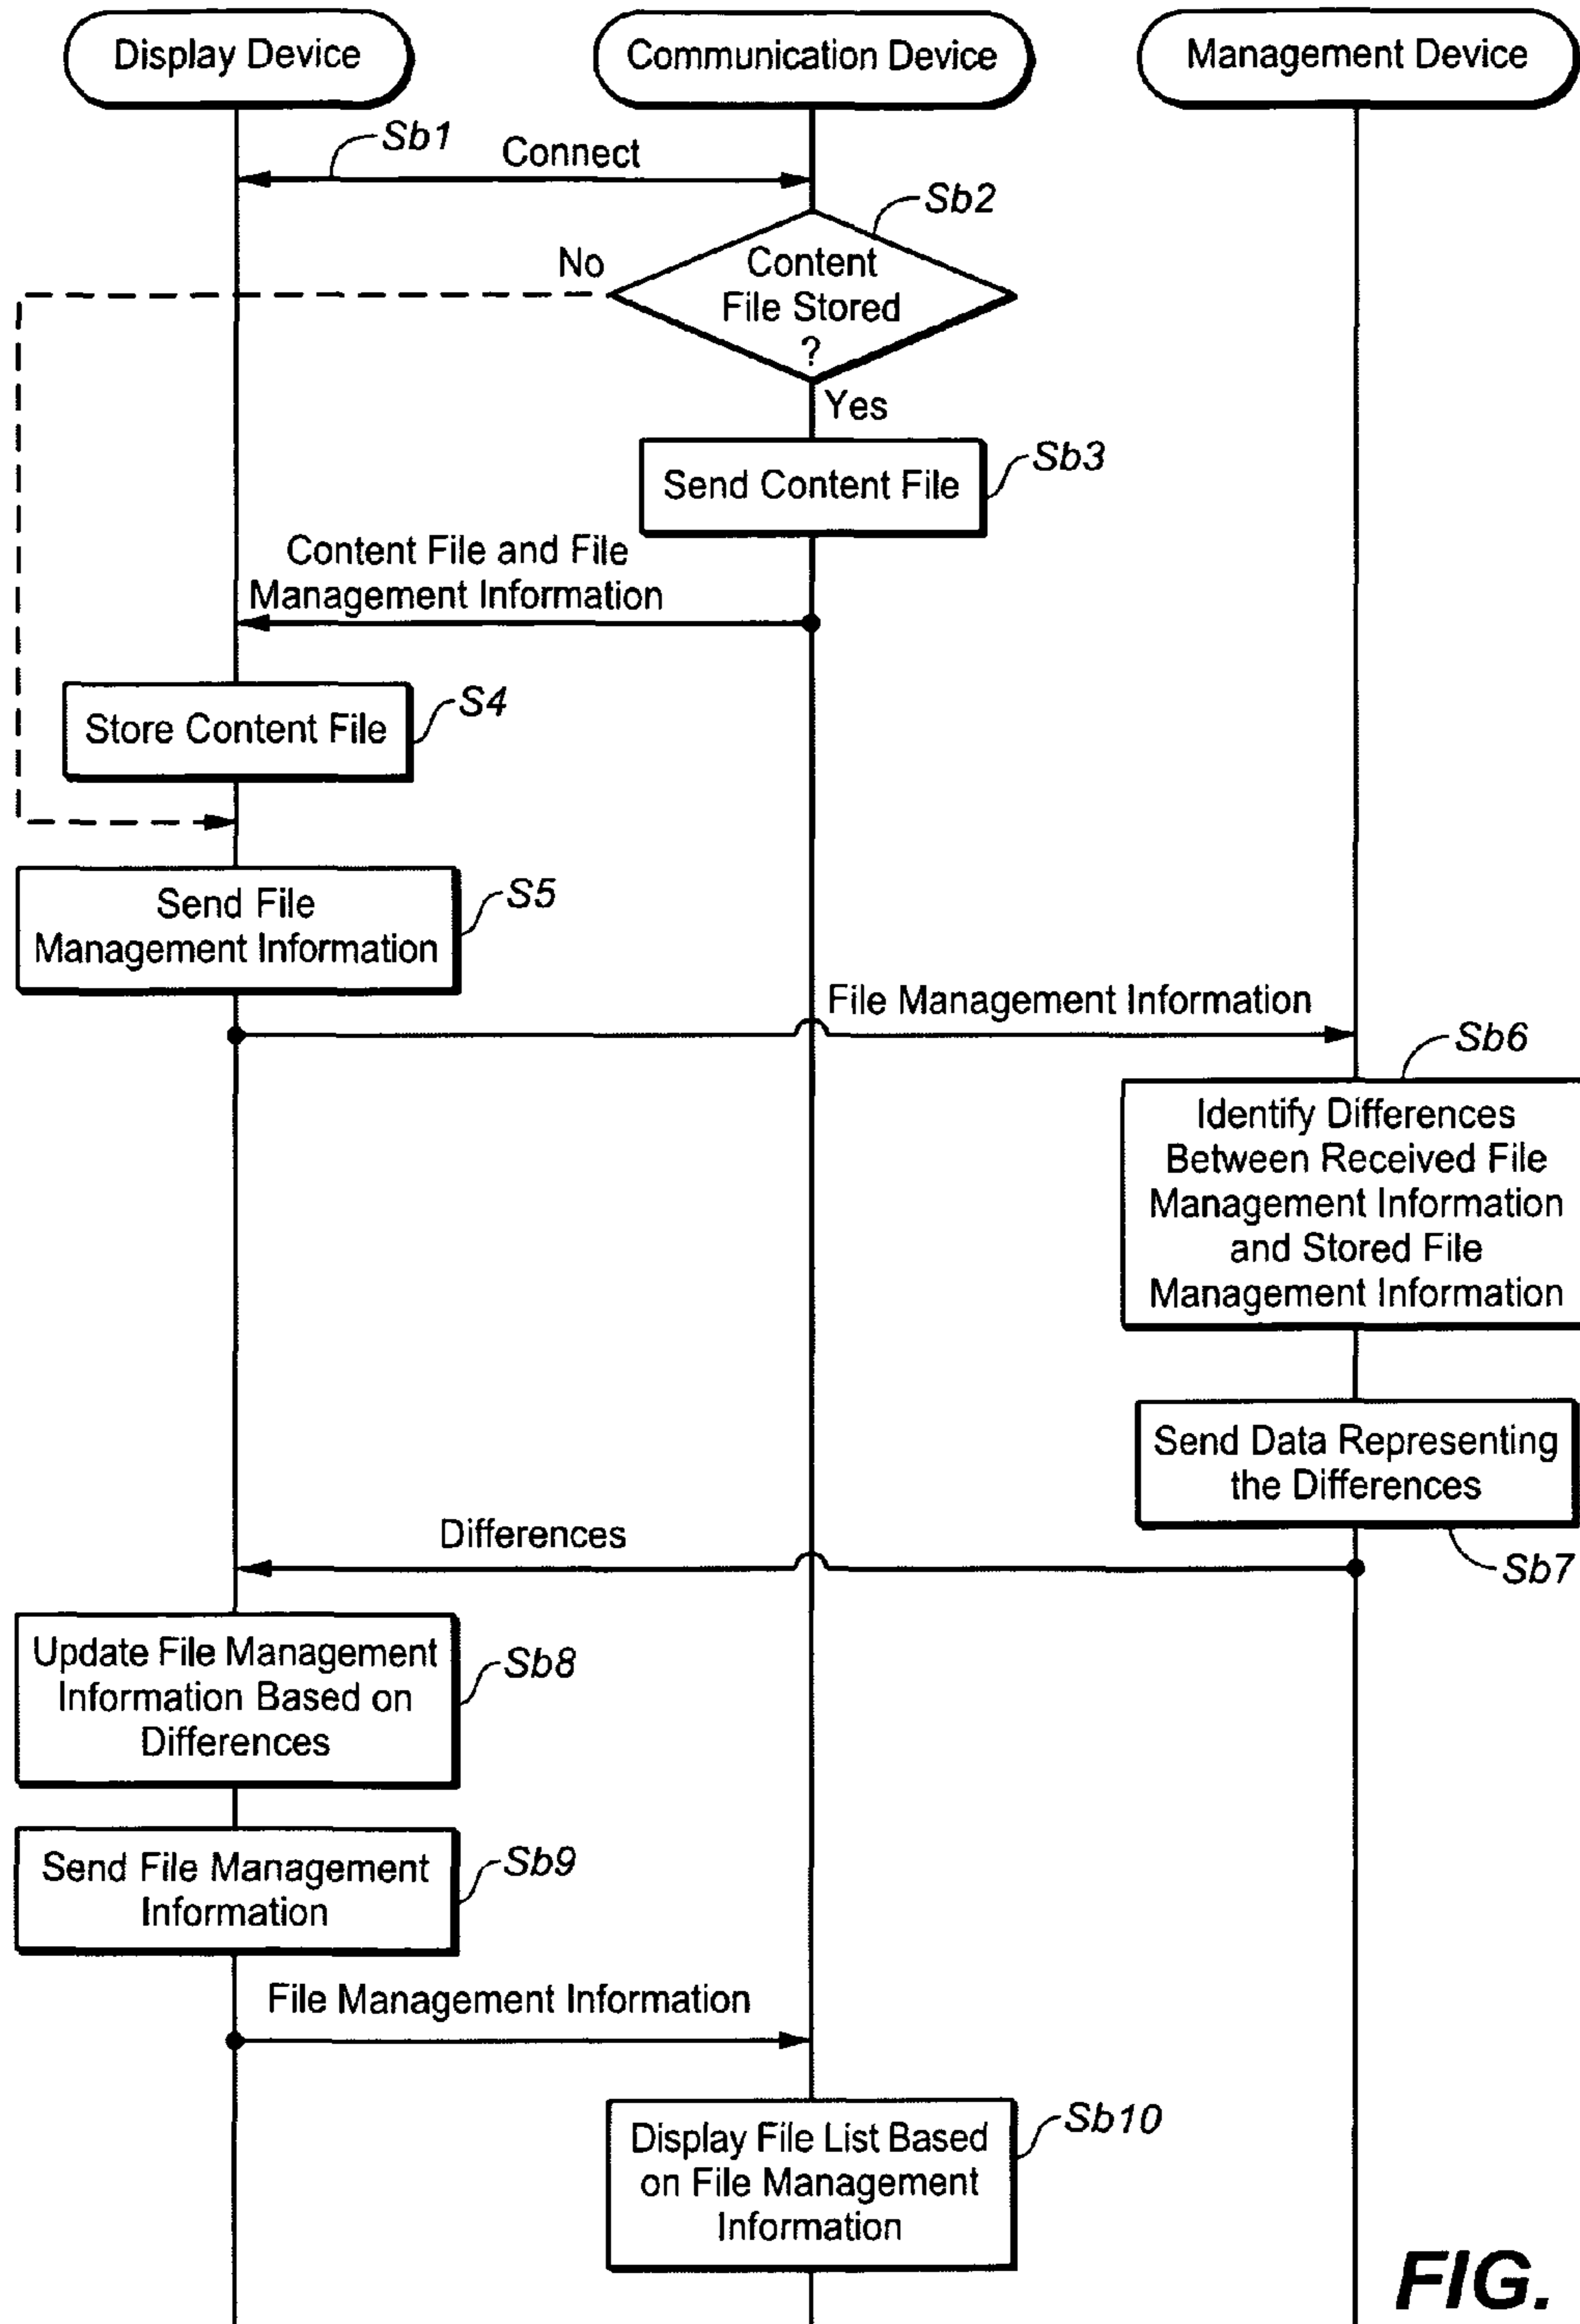 Display Device
Communication Device
Management Device
Sb1
Connect
Sb2
No
Content
File Stored
?
Yes
Sb3
Send Content File
Content File and File
Management Information
S4
Store Content File
S5
Send File
Management Information
File Management Information
Sb6
Identify Differences
Between Received File
Management Information
and Stored File
Management Information
Send Data Representing
the Differences
Differences
Sb7
Update File Management
Information Based on
Differences
Sb8
Send File Management
Information
Sb9
File Management Information
Display File List Based
on File Management
Information
Sb10
FIG.